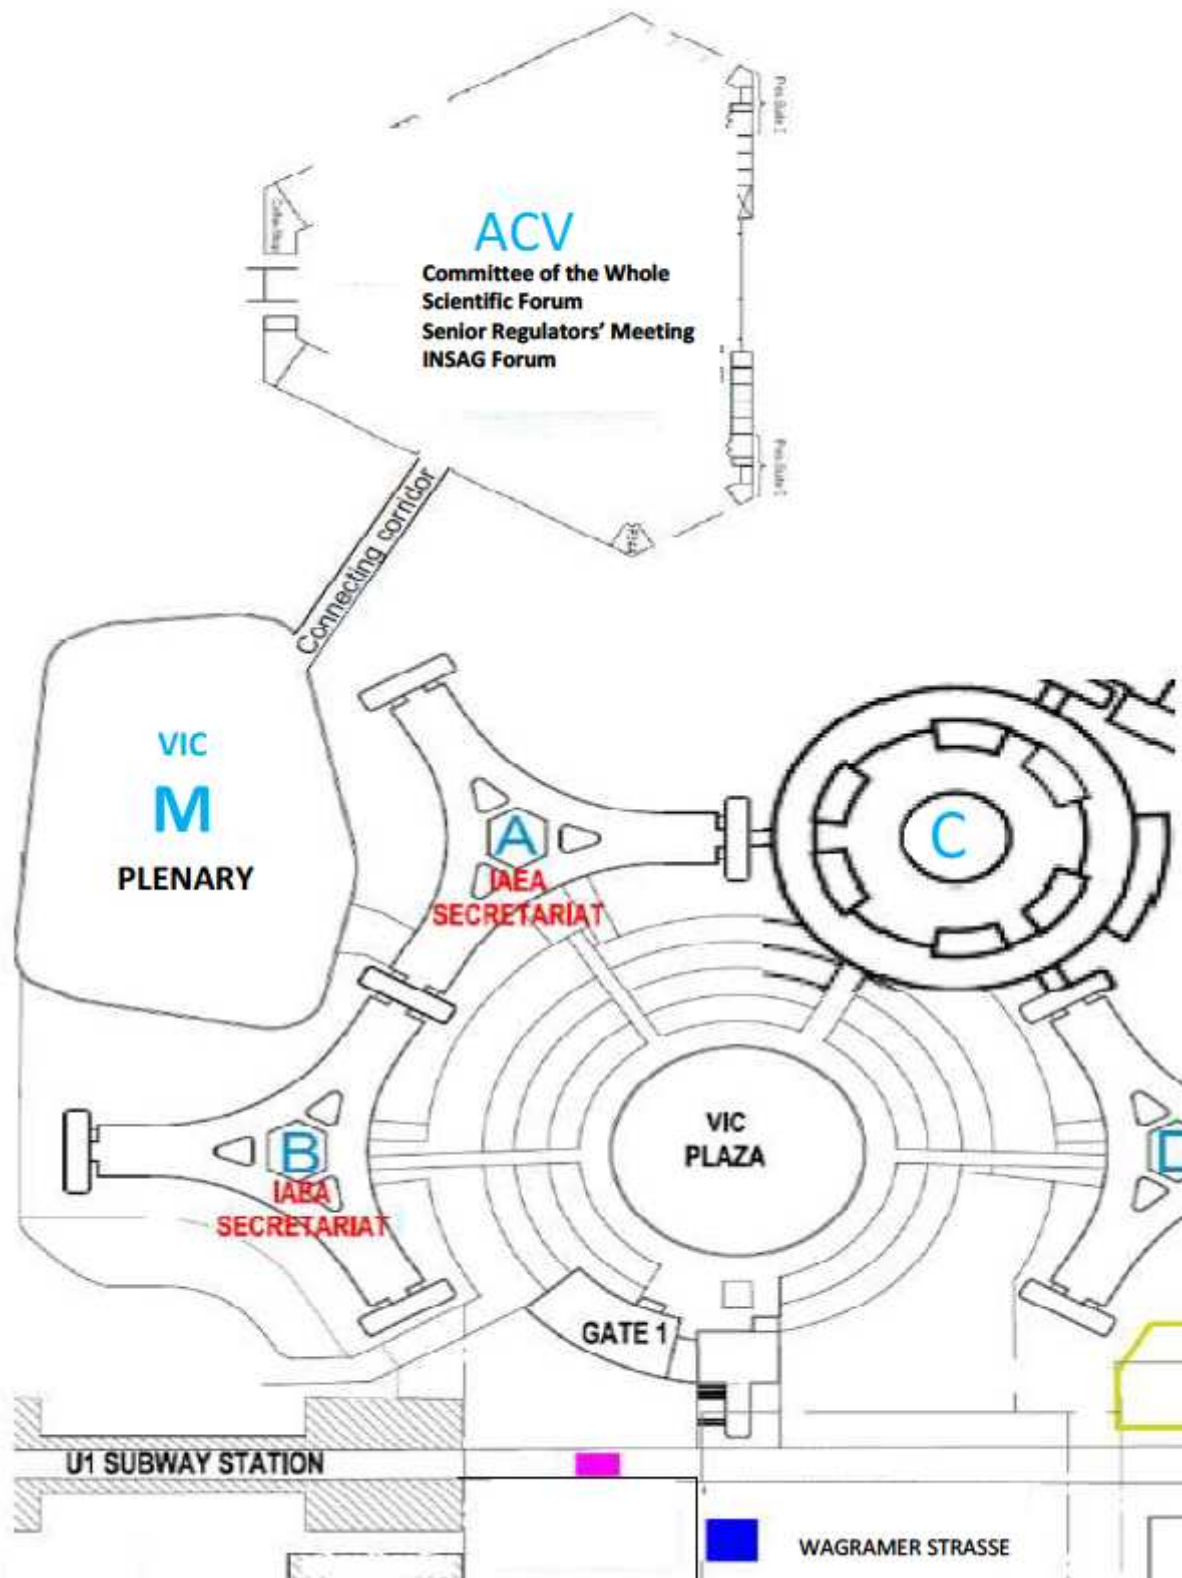 ACV
Committee of the Whole
Scientific Forum
Senior Regulators' Meeting
INSAG Forum
Connecting corridor
VIC
M
PLENARY
A
IAEA
SECRETARIAT
C
B
IAEA
SECRETARIAT
VIC
PLAZA
D
GATE 1
U1 SUBWAY STATION
WAGRAMER STRASSE